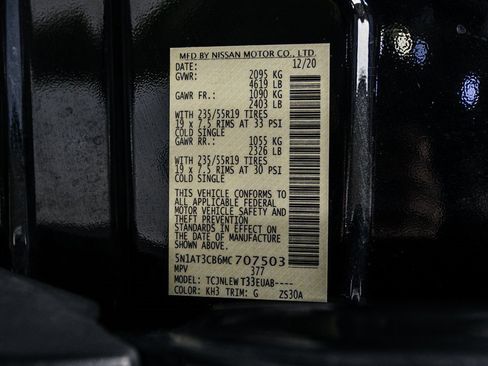 MFD BY NISSAN MOTOR CO., LTD.
DATE: 12/20
GVWR: 2095 KG
4619 LB
GAWR FR.: 1090 KG
2403 LB
WITH 235/55R19 TIRES
19 x 7.5 RIMS AT 33 PSI
COLD SINGLE
GAWR RR.: 1055 KG
2326 LB
WITH 235/55R19 TIRES
19 x 7.5 RIMS AT 30 PSI
COLD SINGLE
THIS VEHICLE CONFORMS TO
ALL APPLICABLE FEDERAL
MOTOR VEHICLE SAFETY AND
THEFT PREVENTION
STANDARDS IN EFFECT ON
DATE OF MFR. SHOWN ABOVE.
5N1AT3CB6MC707503
MPV 377
MODEL: TCJNLEWT33EUAB----
COLOR: KH3 TRIM: G ZS30A